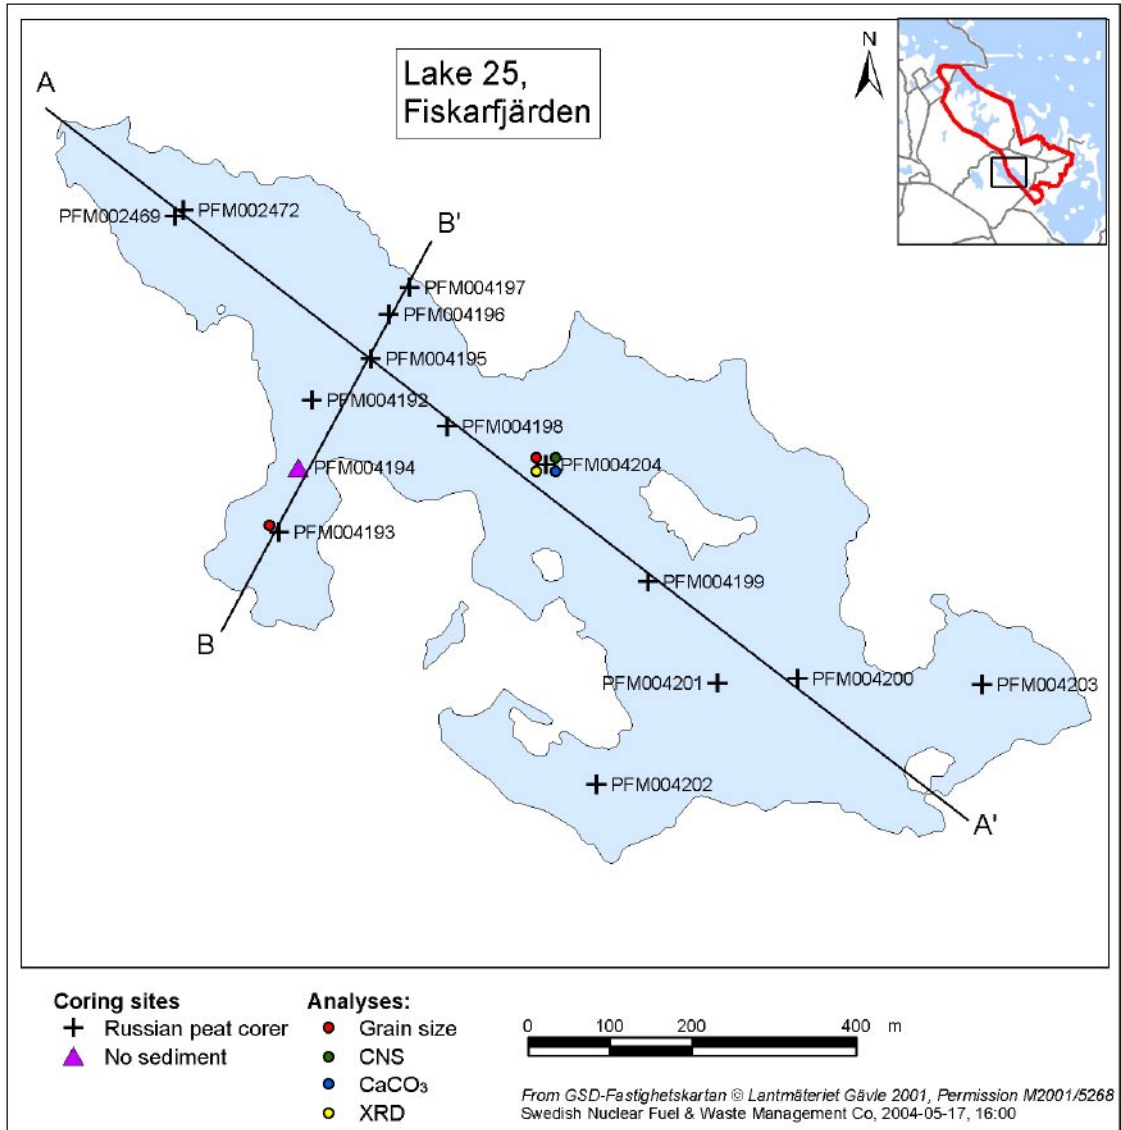 A
Lake 25,
Fiskarfjärden
N
PFM002469
PFM002472
B'
PFM004197
PFM004196
PFM004195
PFM004192
PFM004198
PFM004194
PFM004204
PFM004193
PFM004199
B
PFM004201
PFM004200
PFM004203
PFM004202
A'
Coring sites
Russian peat corer
No sediment
Analyses:
Grain size
CNS
CaCO₃
XRD
0 100 200 400 m
From GSD-Fastighetskartan © Lantmäteriet Gävle 2001, Permission M2001/5268
Swedish Nuclear Fuel & Waste Management Co, 2004-05-17, 16:00